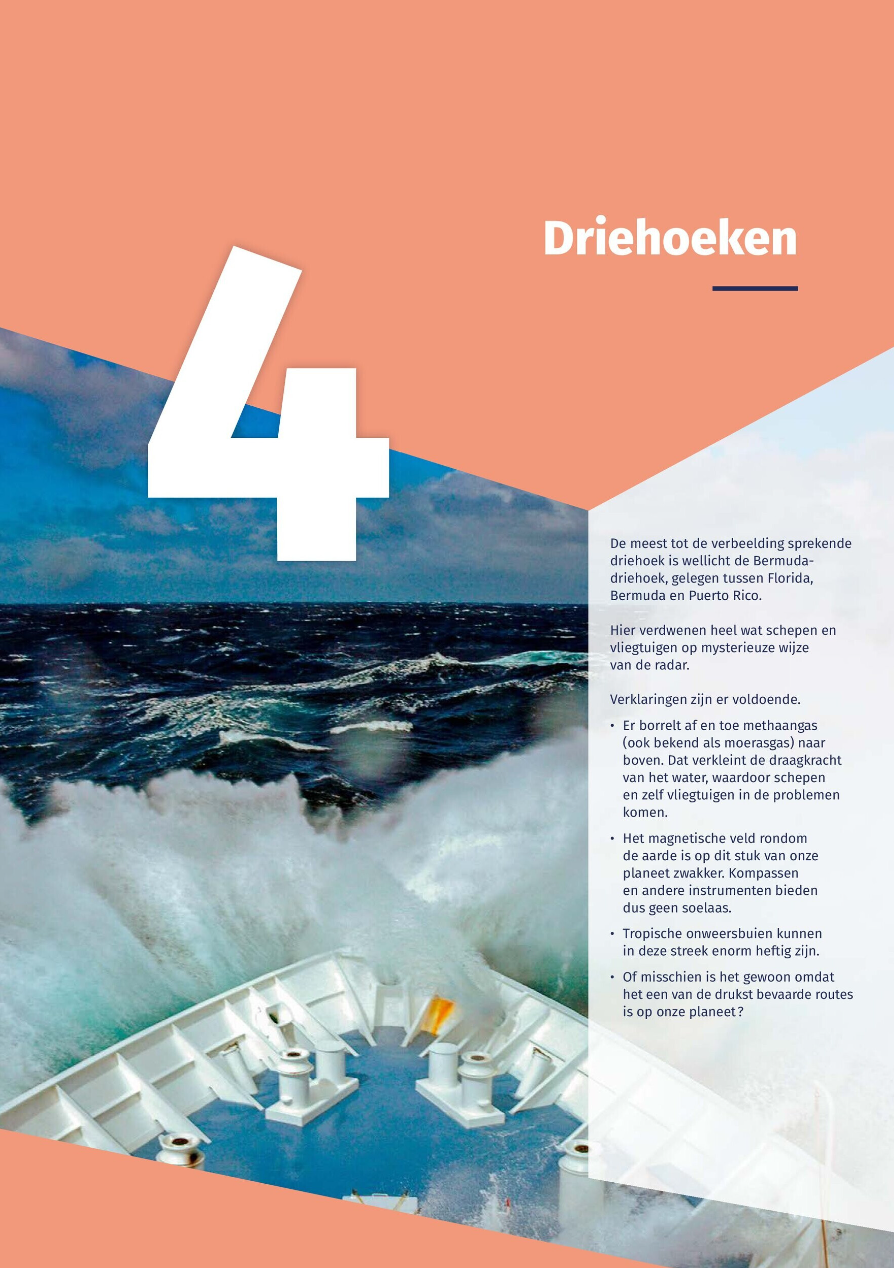 Driehoeken
4
De meest tot de verbeelding sprekende
driehoek is wellicht de Bermuda-
driehoek, gelegen tussen Florida,
Bermuda en Puerto Rico.
Hier verdwenen heel wat schepen en
vliegtuigen op mysterieuze wijze
van de radar.
Verklaringen zijn er voldoende.
• Er borrelt af en toe methaangas
(ook bekend als moerasgas) naar
boven. Dat verkleint de draagkracht
van het water, waardoor schepen
en zelf vliegtuigen in de problemen
komen.
• Het magnetische veld rondom
de aarde is op dit stuk van onze
planeet zwakker. Kompassen
en andere instrumenten bieden
dus geen soelaas.
• Tropische onweersbuien kunnen
in deze streek enorm heftig zijn.
• Of misschien is het gewoon omdat
het een van de drukst bevaarde routes
is op onze planeet?